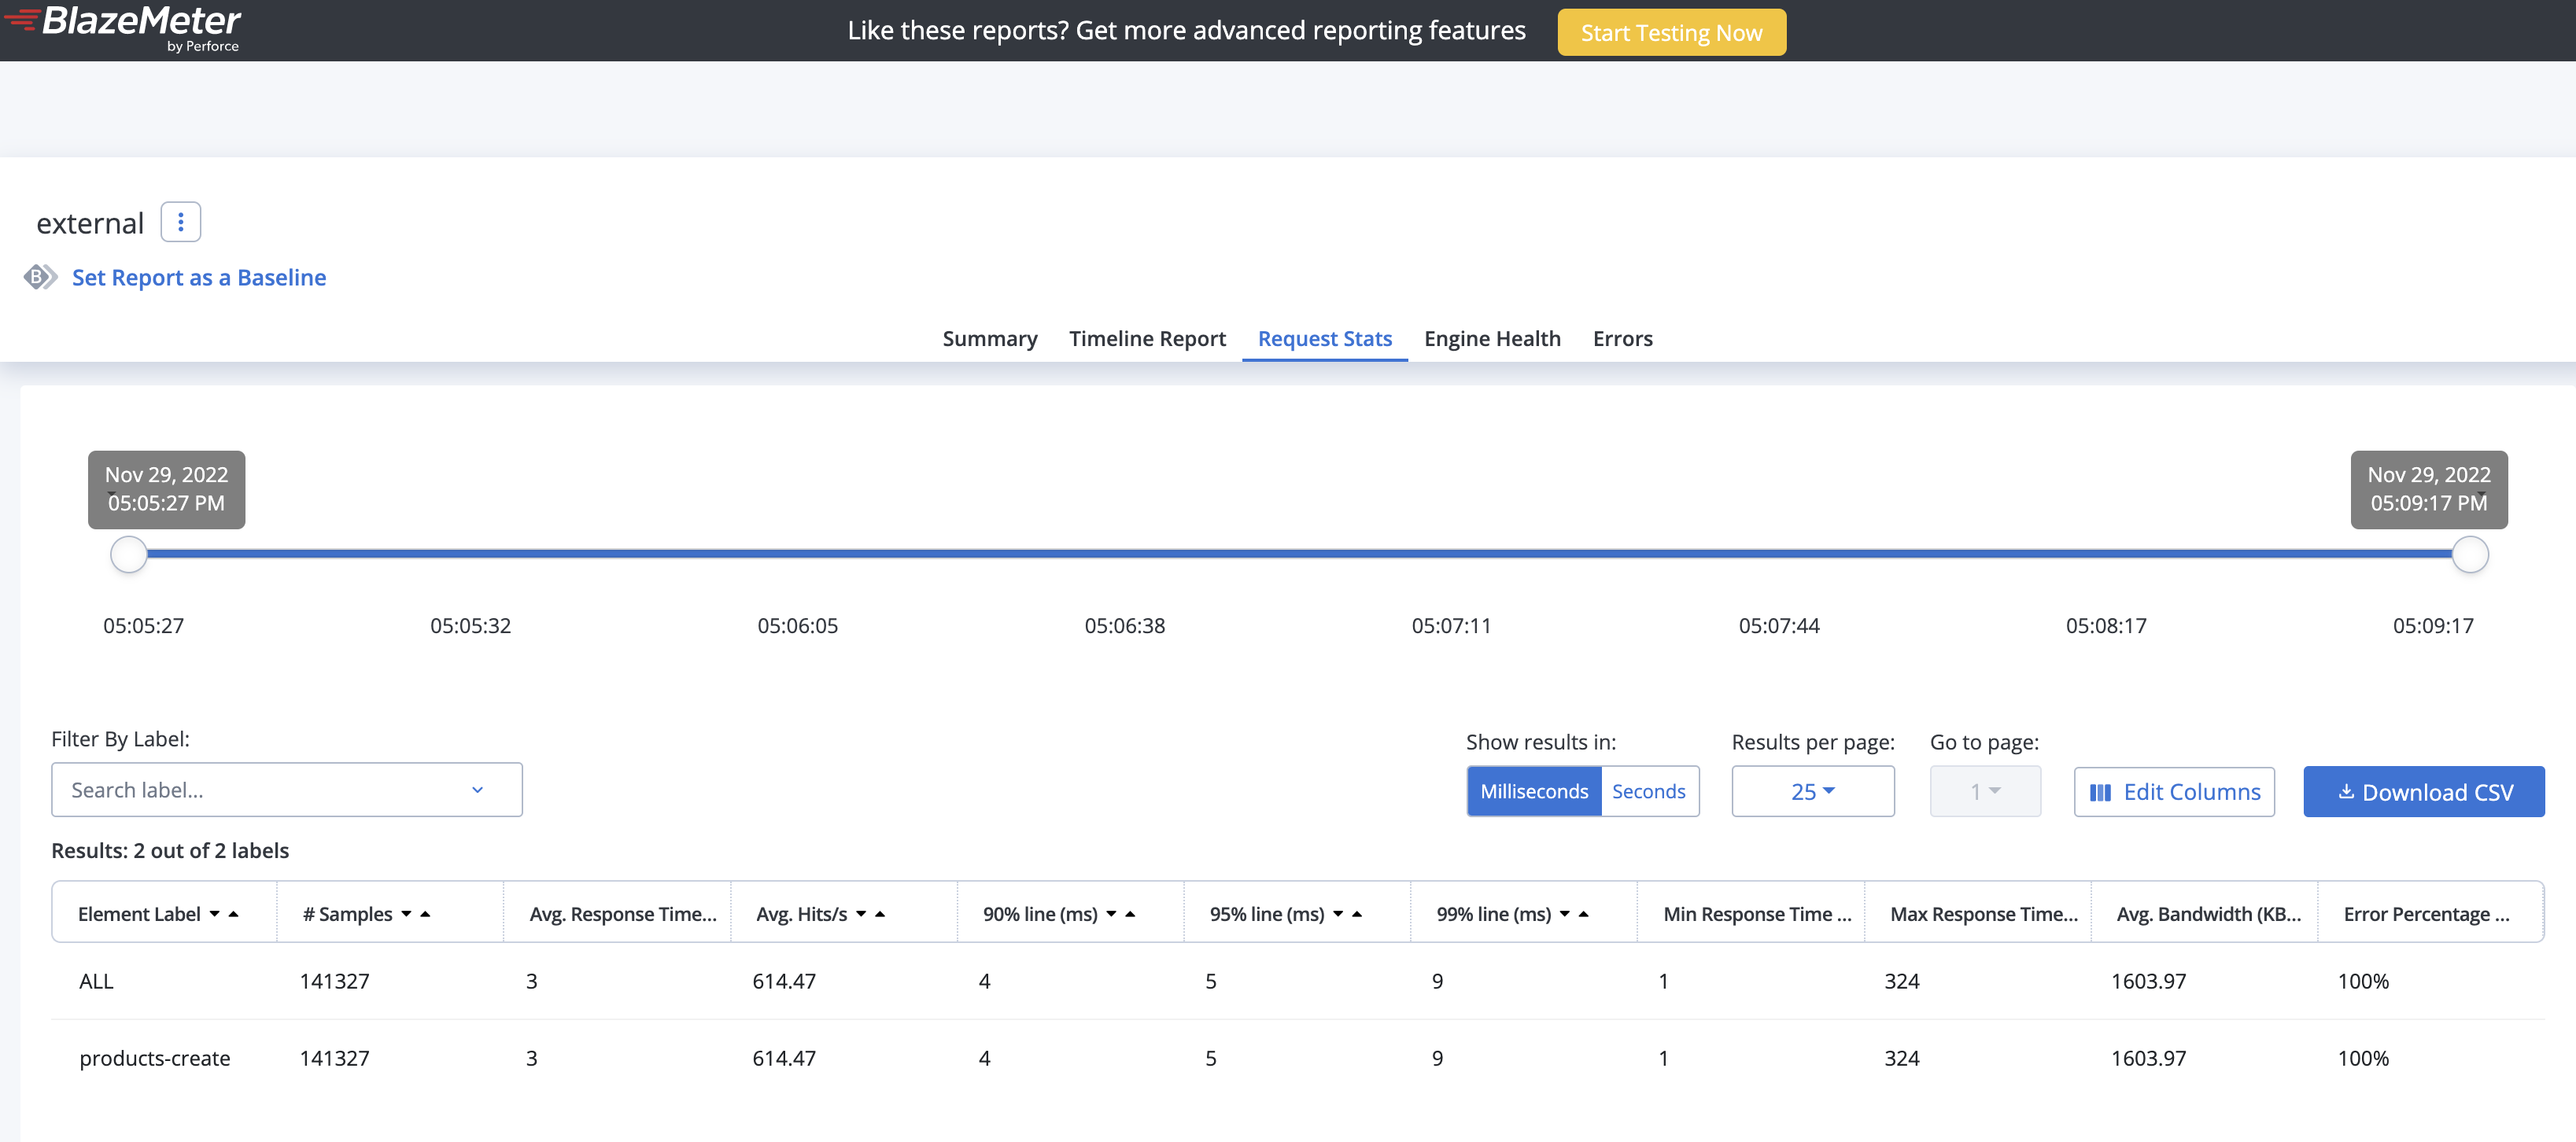 BlazeMeter
by Perforce
Like these reports? Get more advanced reporting features Start Testing Now
external
B Set Report as a Baseline
Summary Timeline Report Request Stats Engine Health Errors
Nov 29, 2022
05:05:27 PM
Nov 29, 2022
05:09:17 PM
05:05:27 05:05:32 05:06:05 05:06:38 05:07:11 05:07:44 05:08:17 05:09:17
Filter By Label:
Search label...
Show results in: Results per page: Go to page:
Milliseconds Seconds 25 1 Edit Columns Download CSV
Results: 2 out of 2 labels
Element Label # Samples Avg. Response Time... Avg. Hits/s 90% line (ms) 95% line (ms) 99% line (ms) Min Response Time ... Max Response Time... Avg. Bandwidth (KB... Error Percentage ...
ALL 141327 3 614.47 4 5 9 1 324 1603.97 100%
products-create 141327 3 614.47 4 5 9 1 324 1603.97 100%